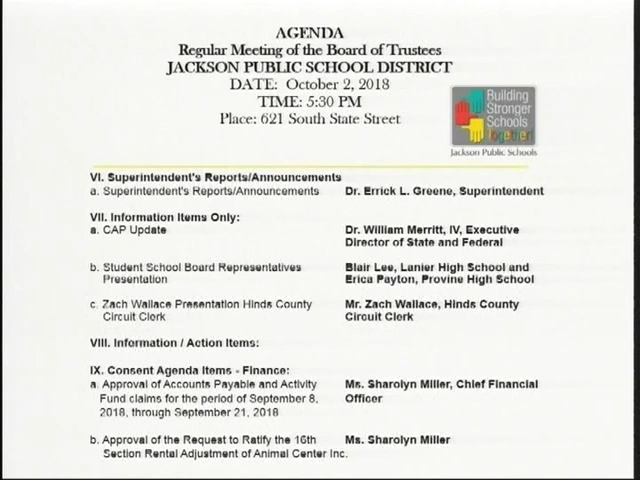 AGENDA
Regular Meeting of the Board of Trustees
JACKSON PUBLIC SCHOOL DISTRICT
DATE: October 2, 2018
TIME: 5:30 PM
Place: 621 South State Street
Building
Stronger
Schools
Together
Jackson Public Schools
VI. Superintendent's Reports/Announcements
a. Superintendent's Reports/Announcements Dr. Errick L. Greene, Superintendent
VII. Information Items Only:
a. CAP Update Dr. William Merritt, IV, Executive
Director of State and Federal
b. Student School Board Representatives Blair Lee, Lanier High School and
Presentation Erica Payton, Provine High School
c. Zach Wallace Presentation Hinds County Mr. Zach Wallace, Hinds County
Circuit Clerk Circuit Clerk
VIII. Information / Action Items:
IX. Consent Agenda Items - Finance:
a. Approval of Accounts Payable and Activity Ms. Sharolyn Miller, Chief Financial
Fund claims for the period of September 8, Officer
2018, through September 21, 2018
b. Approval of the Request to Ratify the 16th Ms. Sharolyn Miller
Section Rental Adjustment of Animal Center Inc.